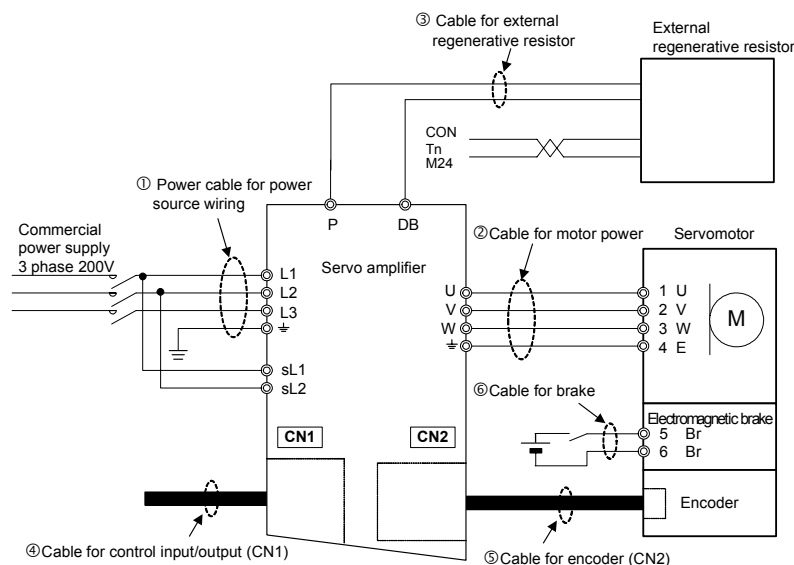 ③ Cable for external
regenerative resistor
External
regenerative resistor
CON
Tn
M24
① Power cable for power
source wiring
P
DB
Commercial
power supply
3 phase 200V
②Cable for motor power
Servomotor
Servo amplifier
L1
L2
L3
U
V
W
1 U
2 V
3 W
4 E
M
sL1
sL2
⑥Cable for brake
Electromagnetic brake
5 Br
6 Br
CN1
CN2
Encoder
④Cable for control input/output (CN1)
⑤Cable for encoder (CN2)